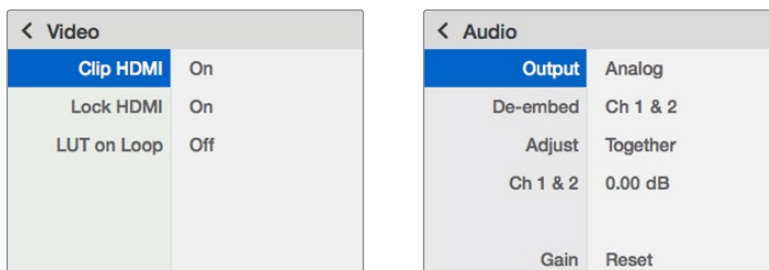 Video
Clip HDMI On
Lock HDMI On
LUT on Loop Off
Audio
Output Analog
De-embed Ch 1 & 2
Adjust Together
Ch 1 & 2 0.00 dB
Gain Reset